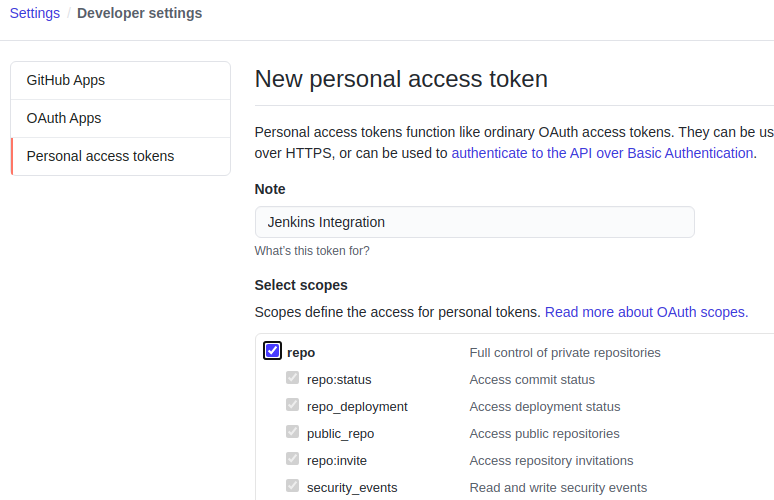 Settings / Developer settings
GitHub Apps
OAuth Apps
Personal access tokens
New personal access token
Personal access tokens function like ordinary OAuth access tokens. They can be
over HTTPS, or can be used to authenticate to the API over Basic Authentication.
Note
Jenkins Integration
What's this token for?
Select scopes
Scopes define the access for personal tokens. Read more about OAuth scopes.
repo Full control of private repositories
repo:status Access commit status
repo_deployment Access deployment status
public_repo Access public repositories
repo:invite Access repository invitations
security_events Read and write security events